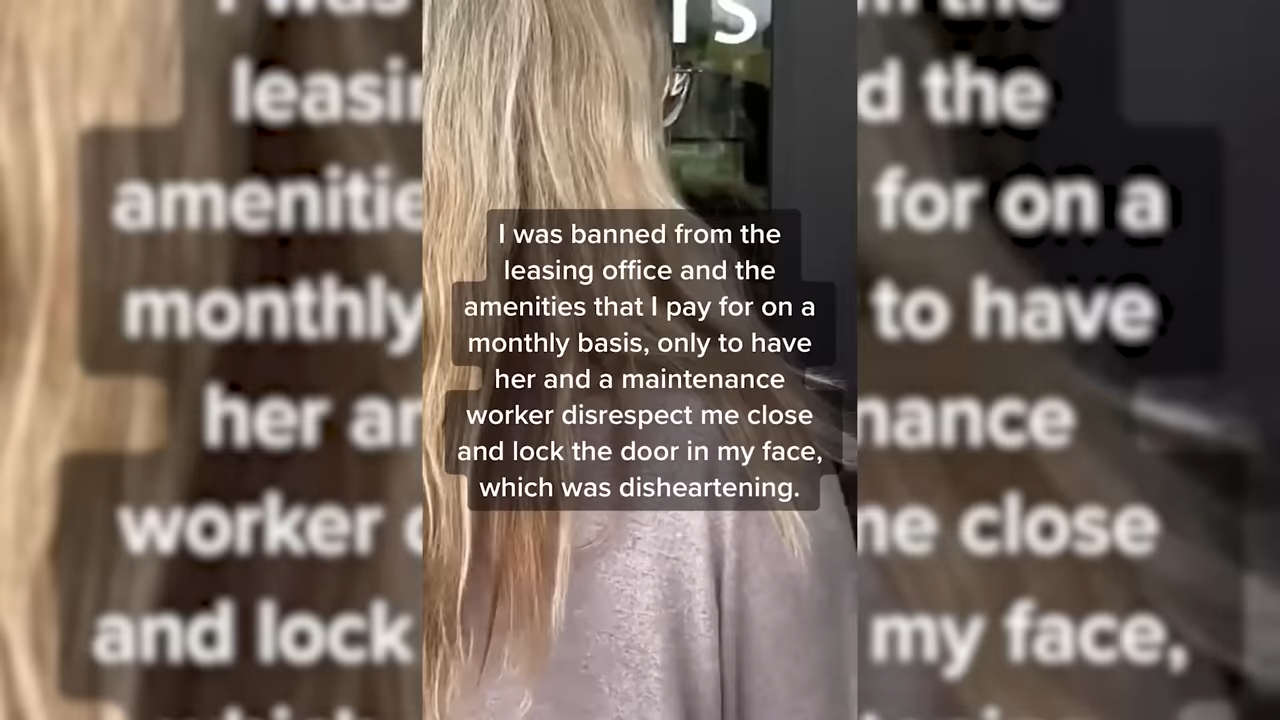 rs
I was banned from the
leasing office and the
amenities that I pay for on a
monthly basis, only to have
her and a maintenance
worker disrespect me close
and lock the door in my face,
which was disheartening.